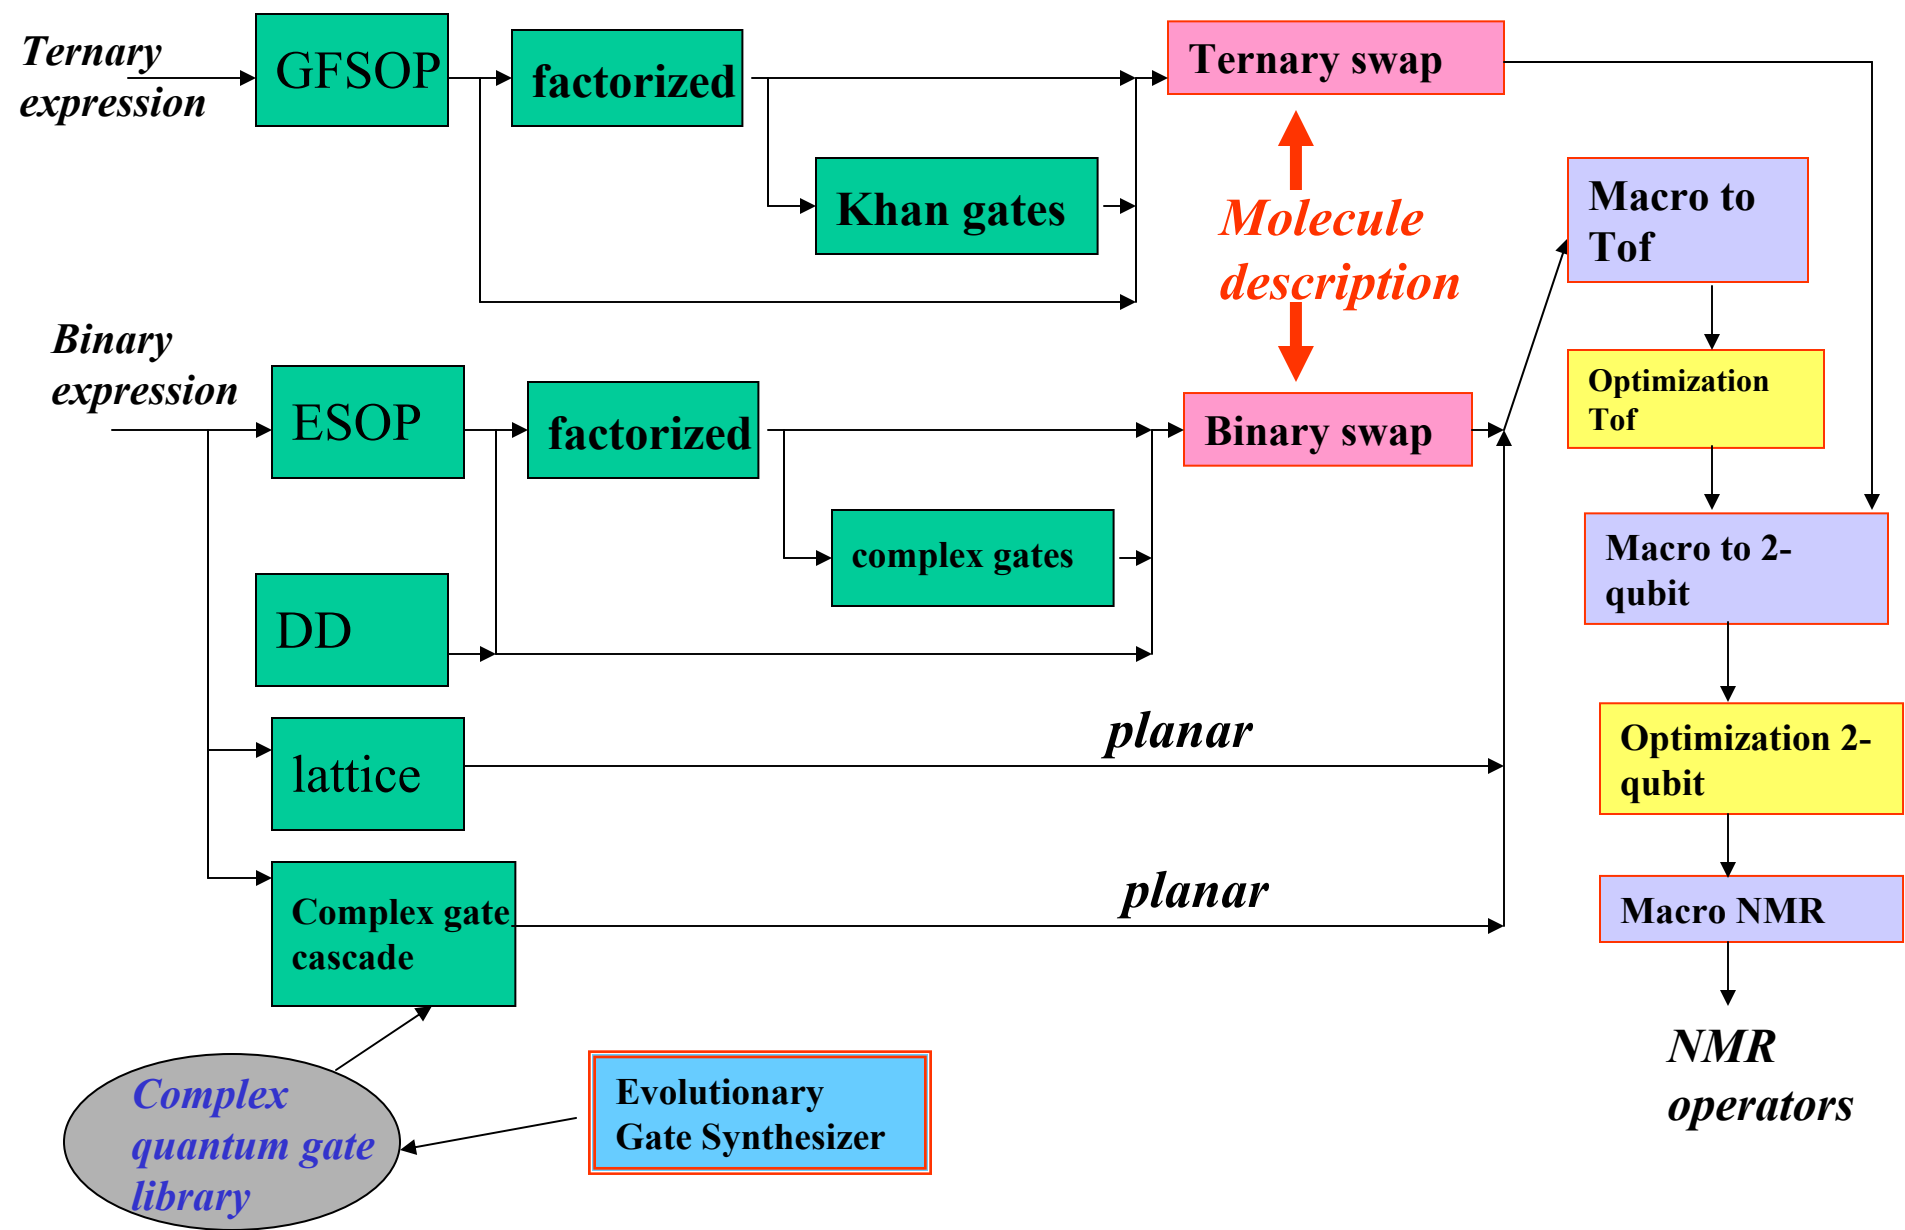 Ternary
expression
GFSOP
factorized
Ternary swap
Khan gates
Molecule
description
Macro to
Tof
Binary
expression
ESOP
factorized
Binary swap
Optimization
Tof
complex gates
Macro to 2-
qubit
DD
lattice
planar
Optimization 2-
qubit
Complex gate
cascade
planar
Macro NMR
NMR
operators
Complex
quantum gate
library
Evolutionary
Gate Synthesizer